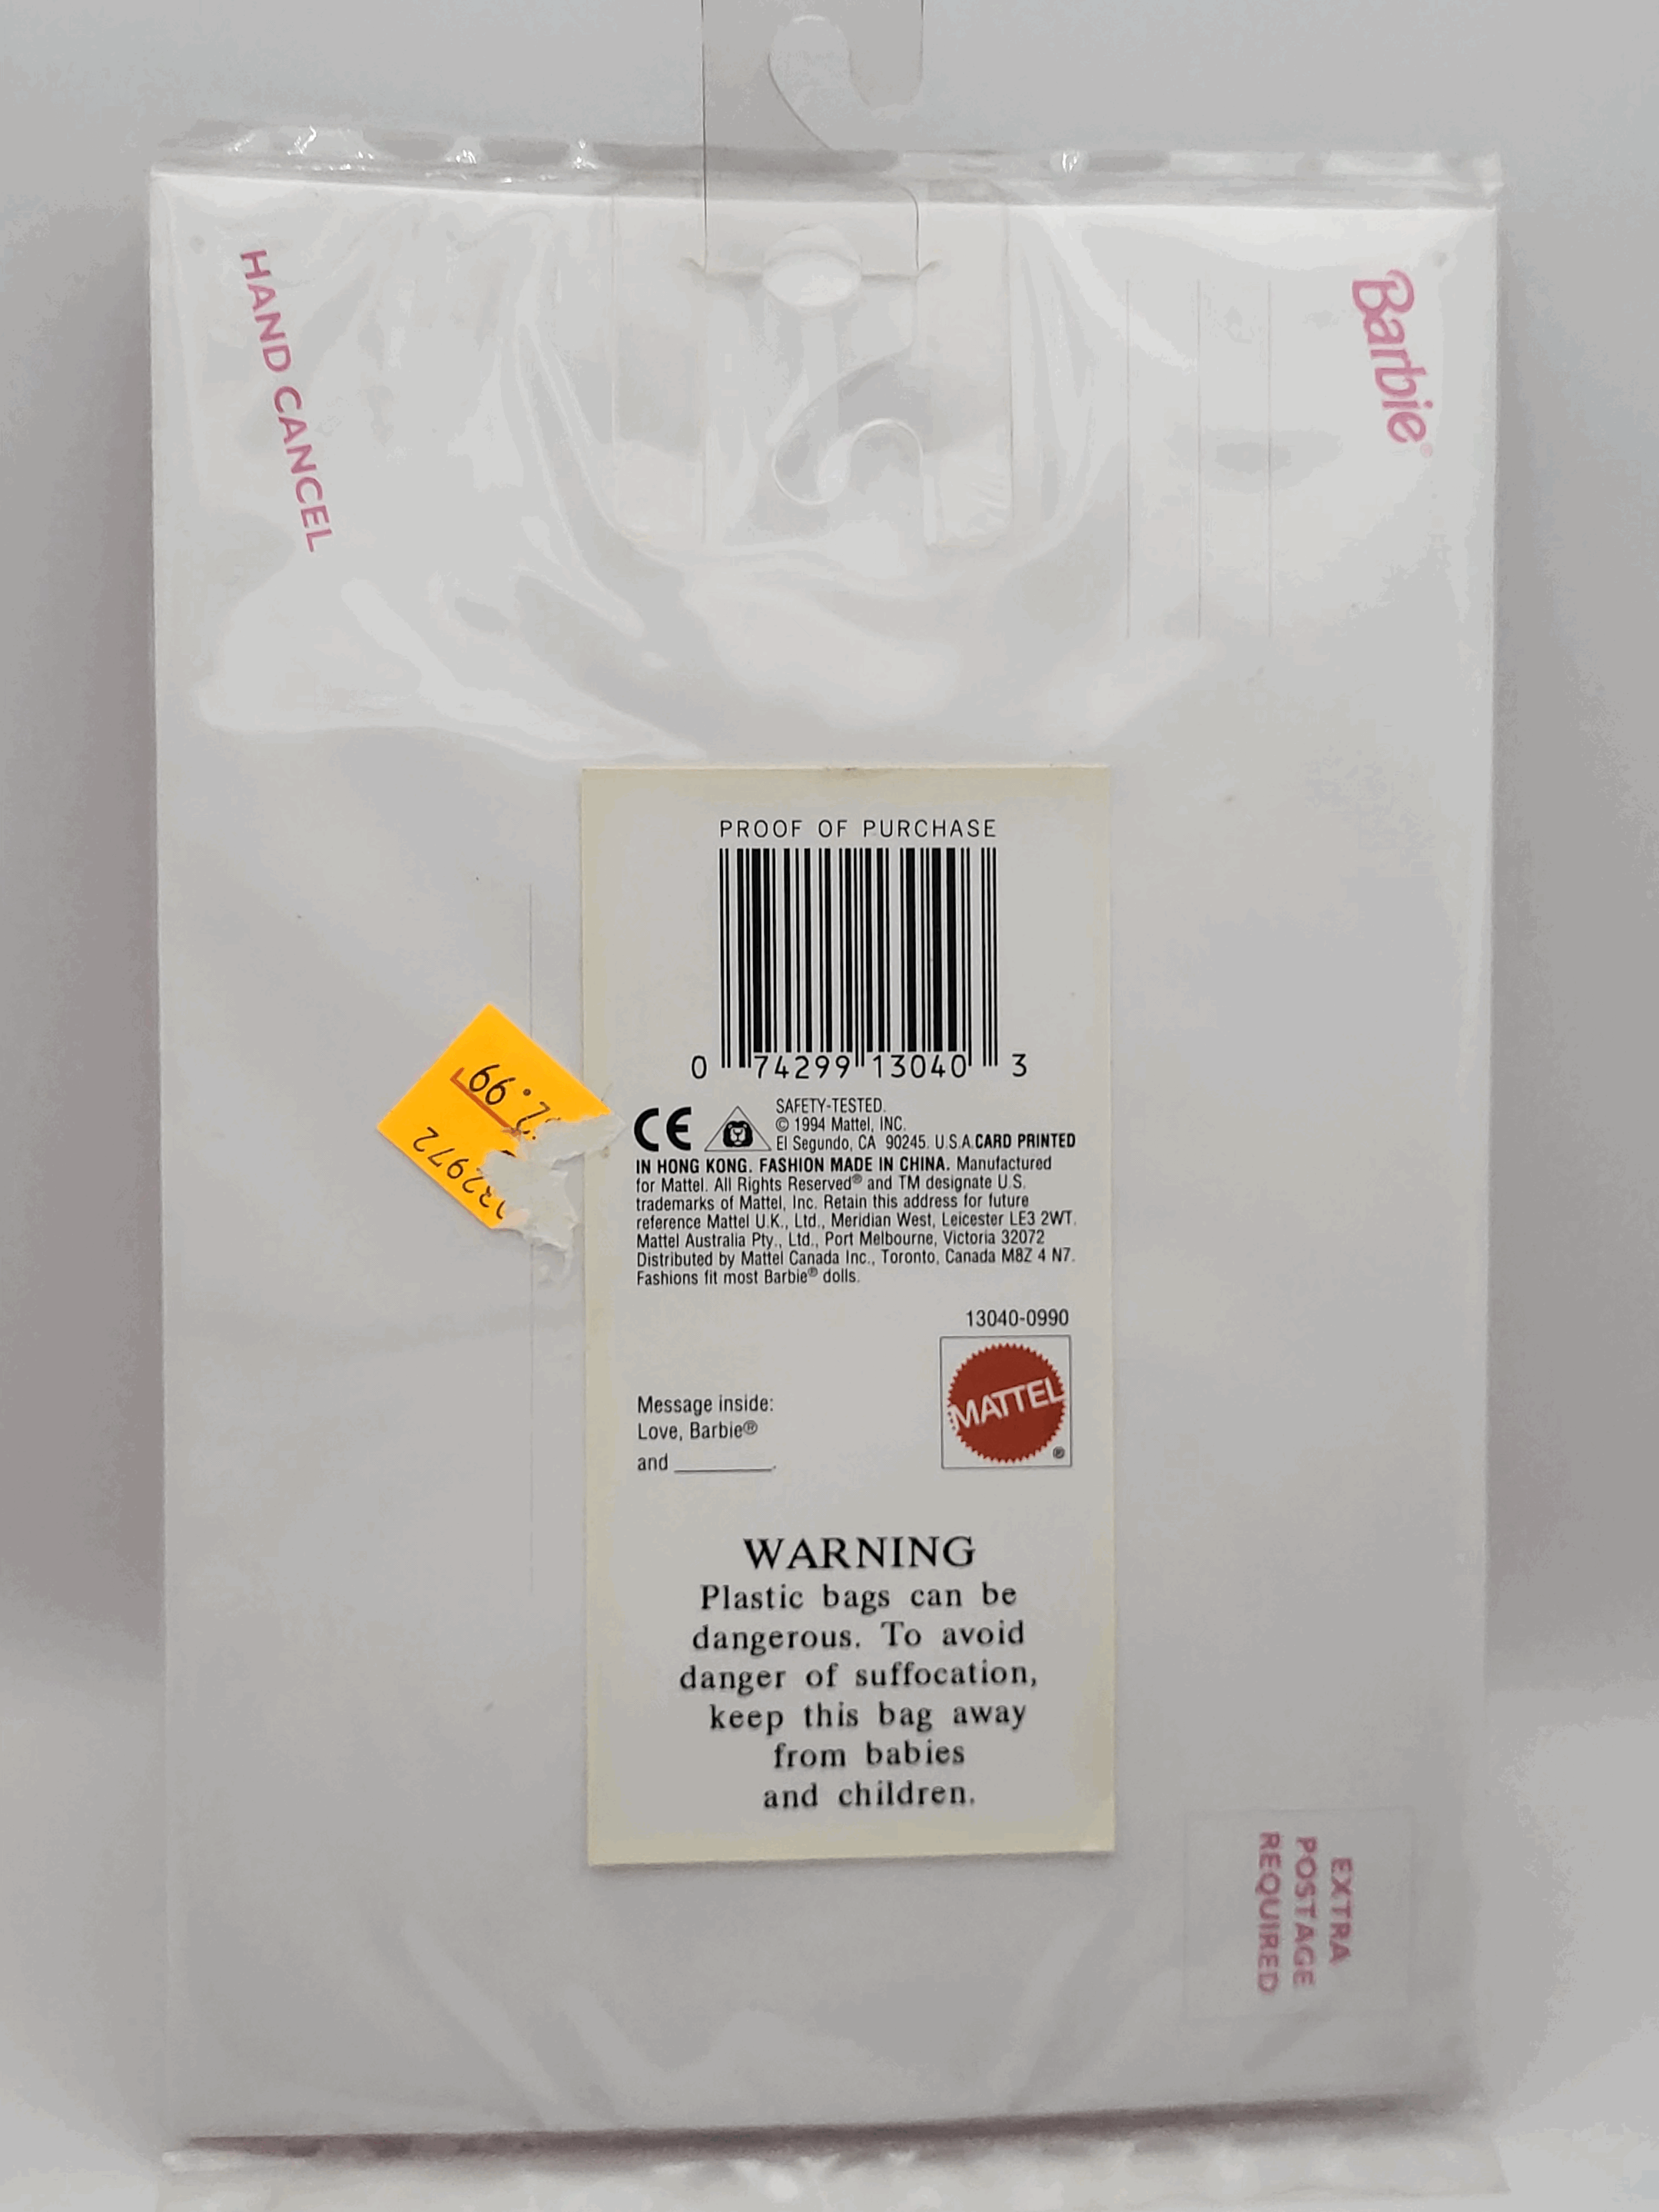 HAND CANCEL
Barbie®
PROOF OF PURCHASE
0 74299 13040 3
CE
SAFETY-TESTED.
© 1994 Mattel, INC.
El Segundo, CA 90245. U.S.A. CARD PRINTED
IN HONG KONG. FASHION MADE IN CHINA. Manufactured
for Mattel. All Rights Reserved® and TM designate U.S.
trademarks of Mattel, Inc. Retain this address for future
reference Mattel U.K., Ltd., Meridian West, Leicester LE3 2WT.
Mattel Australia Pty., Ltd., Port Melbourne, Victoria 32072
Distributed by Mattel Canada Inc., Toronto, Canada M8Z 4 N7.
Fashions fit most Barbie® dolls.
13040-0990
MATTEL®
Message inside:
Love, Barbie®
and __________.
WARNING
Plastic bags can be
dangerous. To avoid
danger of suffocation,
keep this bag away
from babies
and children.
EXTRA
POSTAGE
REQUIRED